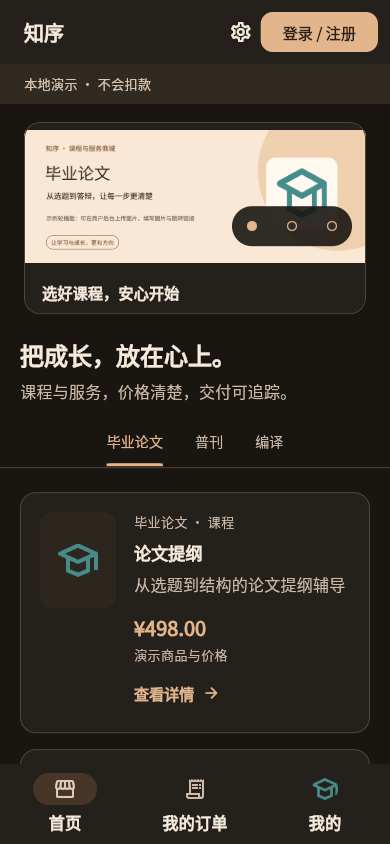 知序
登录 / 注册
本地演示 · 不会扣款
知序 · 课程与服务商城
毕业论文
从选题到答辩，让每一步更清楚
示例轮播图：可在商户后台上传图片、填写图片与跳转链接
让学习与成长，更有方向
选好课程，安心开始
把成长，放在心上。
课程与服务，价格清楚，交付可追踪。
毕业论文
普刊
编译
毕业论文 · 课程
论文提纲
从选题到结构的论文提纲辅导
¥498.00
演示商品与价格
查看详情 →
首页
我的订单
我的